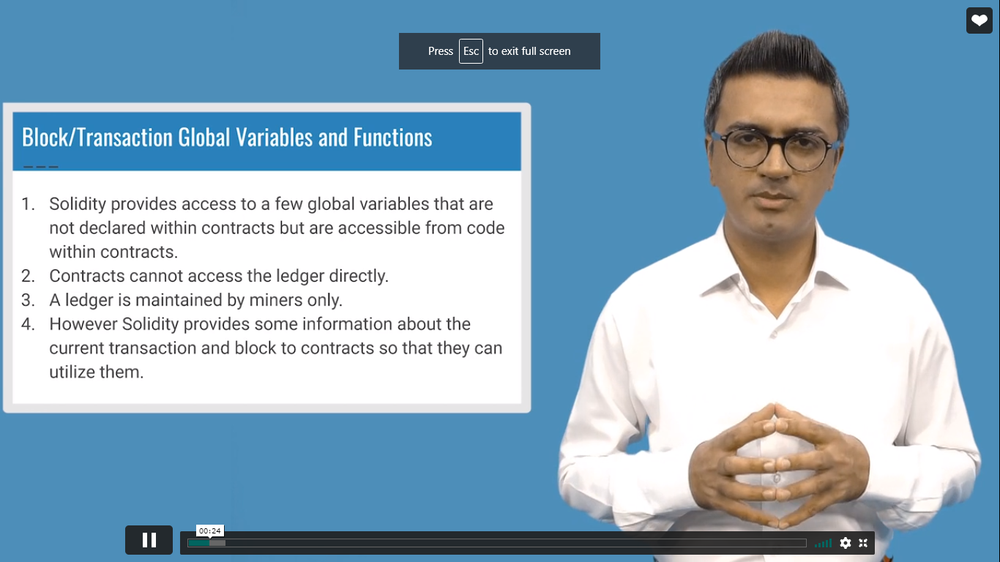 Press Esc to exit full screen
Block/Transaction Global Variables and Functions
1. Solidity provides access to a few global variables that are
not declared within contracts but are accessible from code
within contracts.
2. Contracts cannot access the ledger directly.
3. A ledger is maintained by miners only.
4. However Solidity provides some information about the
current transaction and block to contracts so that they can
utilize them.
00:24